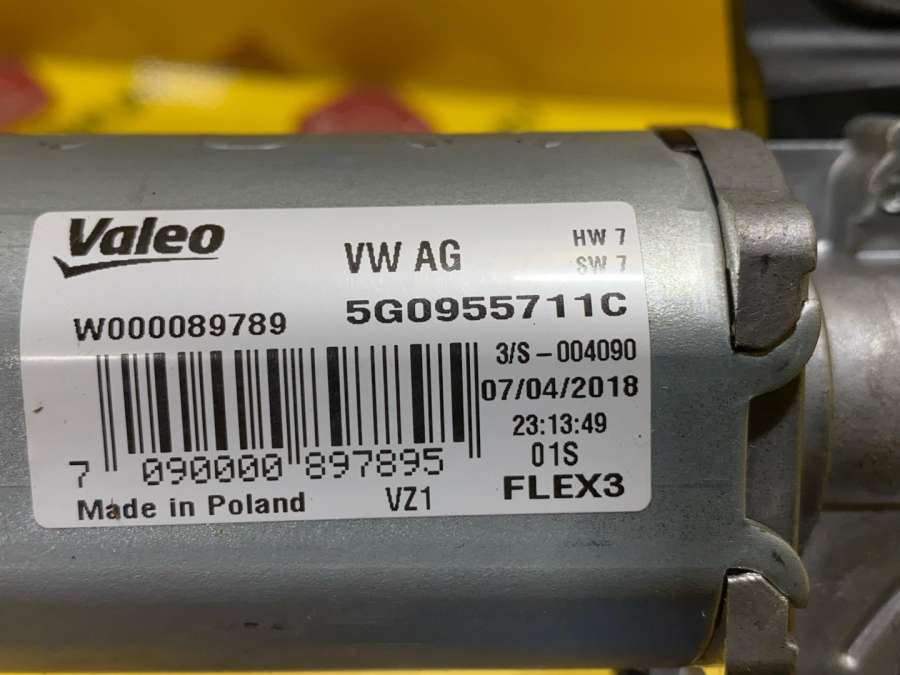 Valeo
VW AG
HW 7
SW 7
W000089789
5G0955711C
3/S-004090
07/04/2018
23:13:49
01S
7 090000 897895
Made in Poland
VZ1
FLEX3